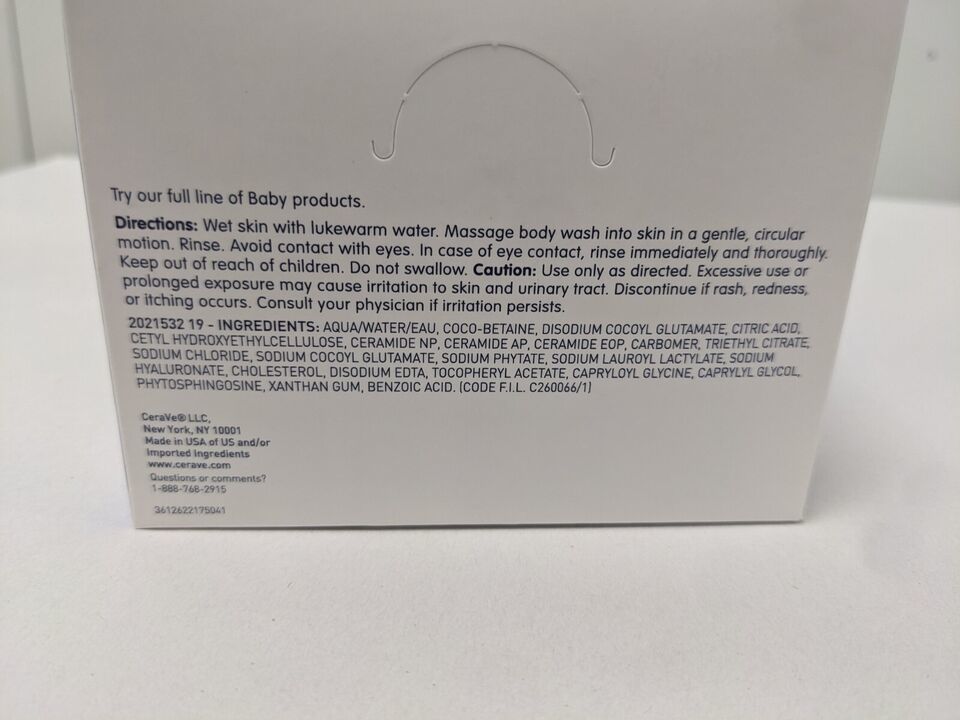 Try our full line of Baby products.
Directions: Wet skin with lukewarm water. Massage body wash into skin in a gentle, circular
motion. Rinse. Avoid contact with eyes. In case of eye contact, rinse immediately and thoroughly.
Keep out of reach of children. Do not swallow. Caution: Use only as directed. Excessive use or
prolonged exposure may cause irritation to skin and urinary tract. Discontinue if rash, redness,
or itching occurs. Consult your physician if irritation persists.
2021532 19 - INGREDIENTS: AQUA/WATER/EAU, COCO-BETAINE, DISODIUM COCOYL GLUTAMATE, CITRIC ACID,
CETYL HYDROXYETHYLCELLULOSE, CERAMIDE NP, CERAMIDE AP, CERAMIDE EOP, CARBOMER, TRIETHYL CITRATE,
SODIUM CHLORIDE, SODIUM COCOYL GLUTAMATE, SODIUM PHYTATE, SODIUM LAUROYL LACTYLATE, SODIUM
HYALURONATE, CHOLESTEROL, DISODIUM EDTA, TOCOPHERYL ACETATE, CAPRYLOYL GLYCINE, CAPRYLYL GLYCOL,
PHYTOSPHINGOSINE, XANTHAN GUM, BENZOIC ACID. (CODE F.I.L. C260066/1)
CeraVe® LLC,
New York, NY 10001
Made in USA of US and/or
Imported Ingredients
www.cerave.com
Questions or comments?
1-888-768-2915
3612622175041